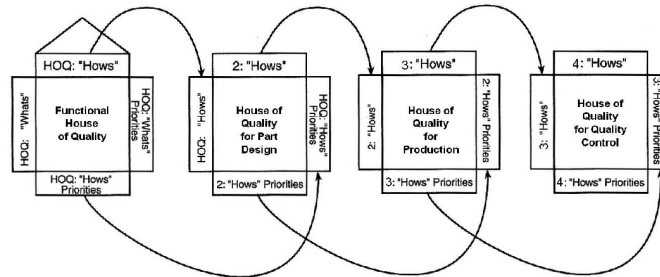 HOQ: "Hows"
HOQ: "Whats"
Functional
House
of Quality
HOQ: "Whats"
Priorities
HOQ: "Hows"
Priorities
2: "Hows"
HOQ: "Hows"
House of
Quality
for Part
Design
HOQ: "Hows"
Priorities
2: "Hows" Priorities
3: "Hows"
2: "Hows"
House of
Quality
for
Production
2: "Hows" Priorities
3: "Hows" Priorities
4: "Hows"
3: "Hows"
House of
Quality
for Quality
Control
3: "Hows" Priorities
4: "Hows" Priorities